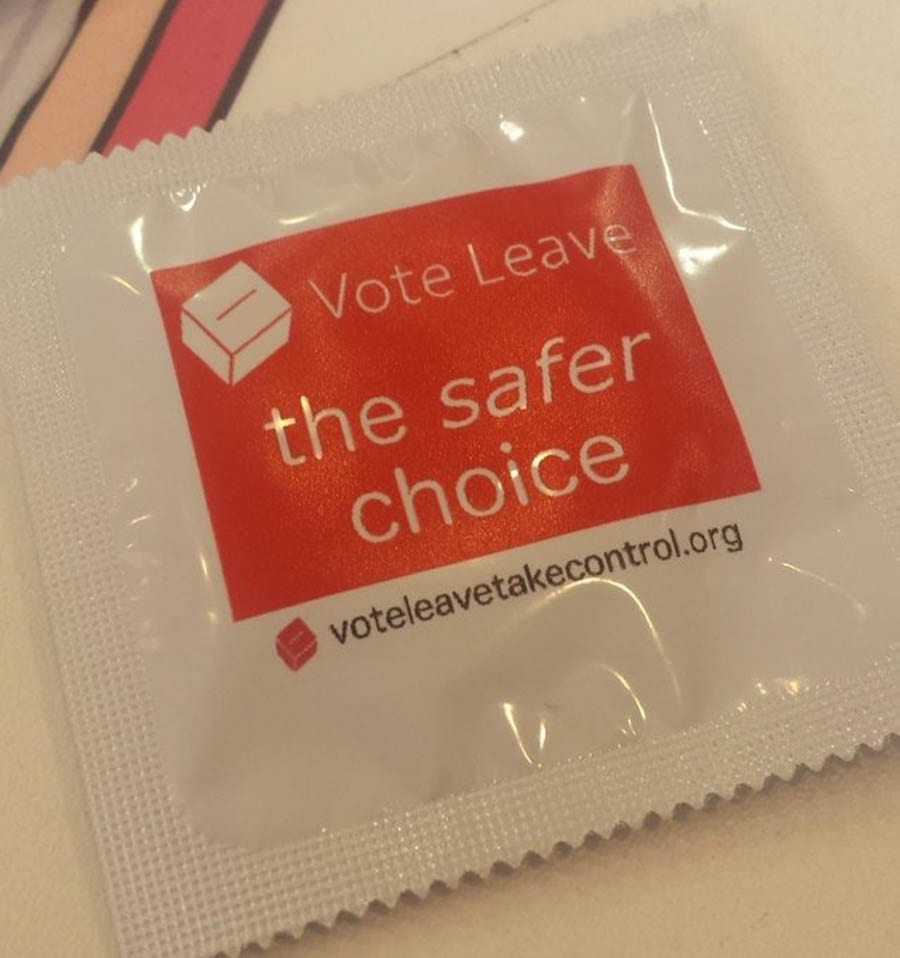 Vote Leave
the safer
choice
voteleavetakecontrol.org